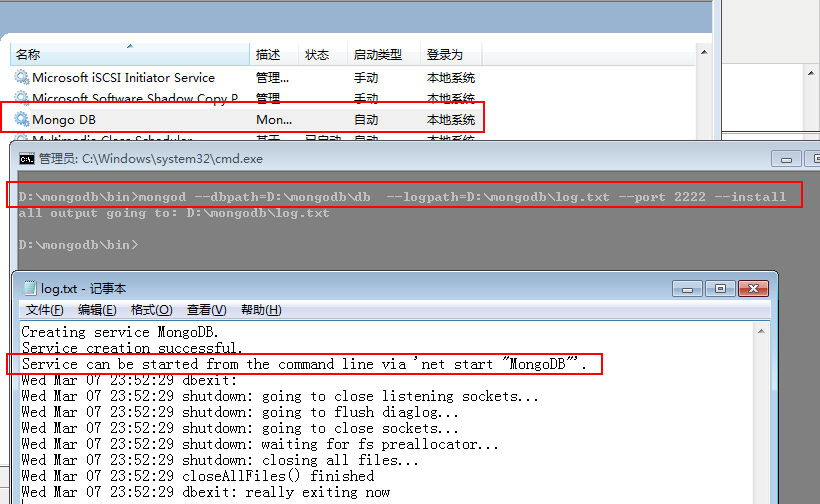 名称 描述 状态 启动类型 登录为
Microsoft iSCSI Initiator Service 管理... 手动 本地系统
Microsoft Software Shadow Copy P... 管理... 手动 本地系统
Mongo DB Mon... 自动 本地系统
Multimedia Class Scheduler 基于... 已启动 自动 本地系统
管理员: C:\Windows\system32\cmd.exe
D:\mongodb\bin>mongod --dbpath=D:\mongodb\db  --logpath=D:\mongodb\log.txt --port 2222 --install
all output going to: D:\mongodb\log.txt
D:\mongodb\bin>
log.txt - 记事本
文件(F) 编辑(E) 格式(O) 查看(V) 帮助(H)
Creating service MongoDB.
Service creation successful.
Service can be started from the command line via 'net start "MongoDB"'.
Wed Mar 07 23:52:29 dbexit:
Wed Mar 07 23:52:29 shutdown: going to close listening sockets...
Wed Mar 07 23:52:29 shutdown: going to flush diaglog...
Wed Mar 07 23:52:29 shutdown: going to close sockets...
Wed Mar 07 23:52:29 shutdown: waiting for fs preallocator...
Wed Mar 07 23:52:29 shutdown: closing all files...
Wed Mar 07 23:52:29 closeAllFiles() finished
Wed Mar 07 23:52:29 dbexit: really exiting now